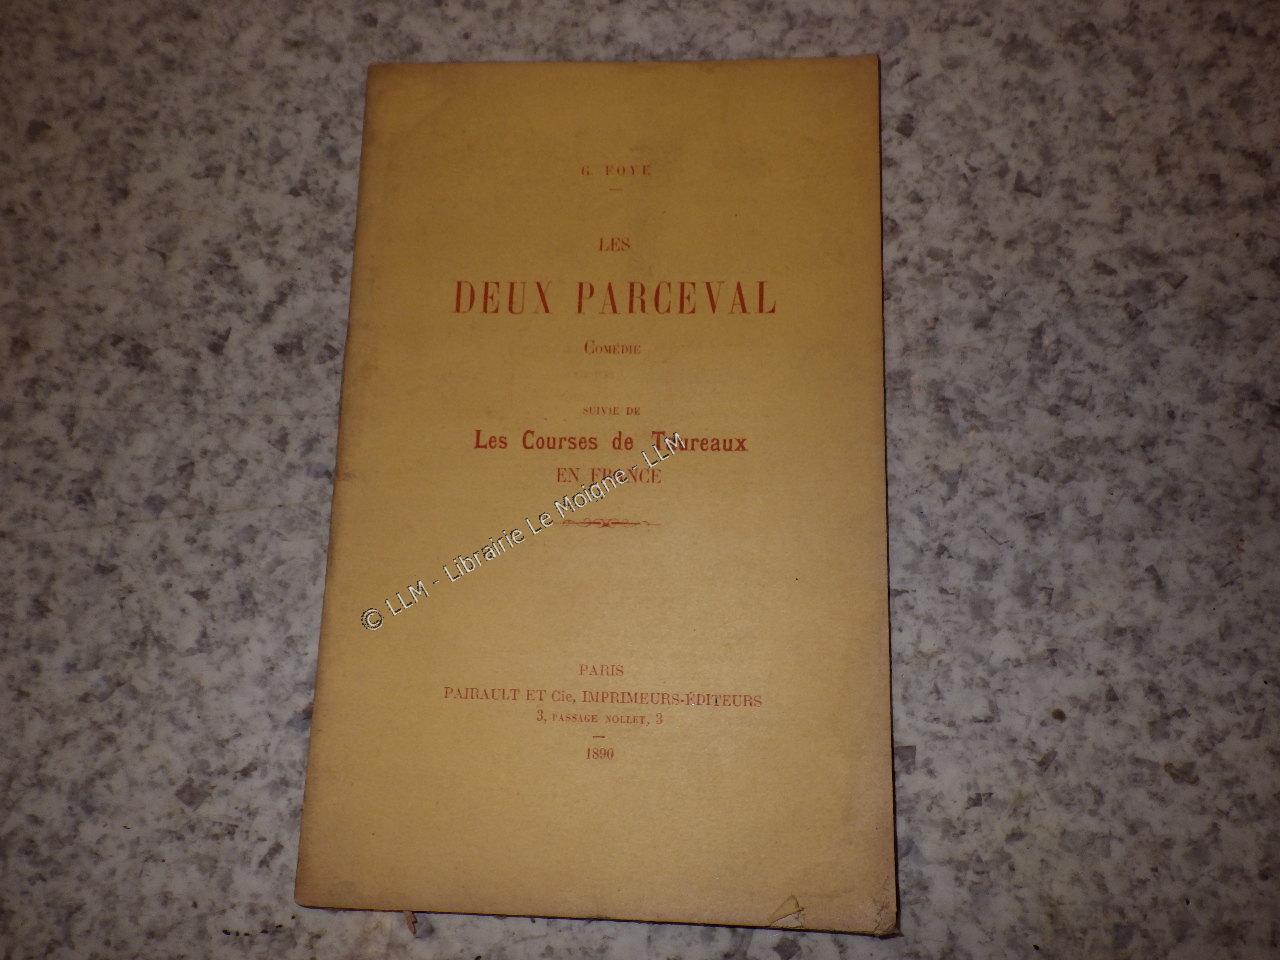 G. FOYE
LES
DEUX PARCEVAL
COMÉDIE
SUIVIE DE
Les Courses de Taureaux
EN FRANCE
© LLM - Librairie Le Moigne - LLM
PARIS
PAIRAULT ET Cie, IMPRIMEURS-ÉDITEURS
3, PASSAGE NOLLET, 3
1890